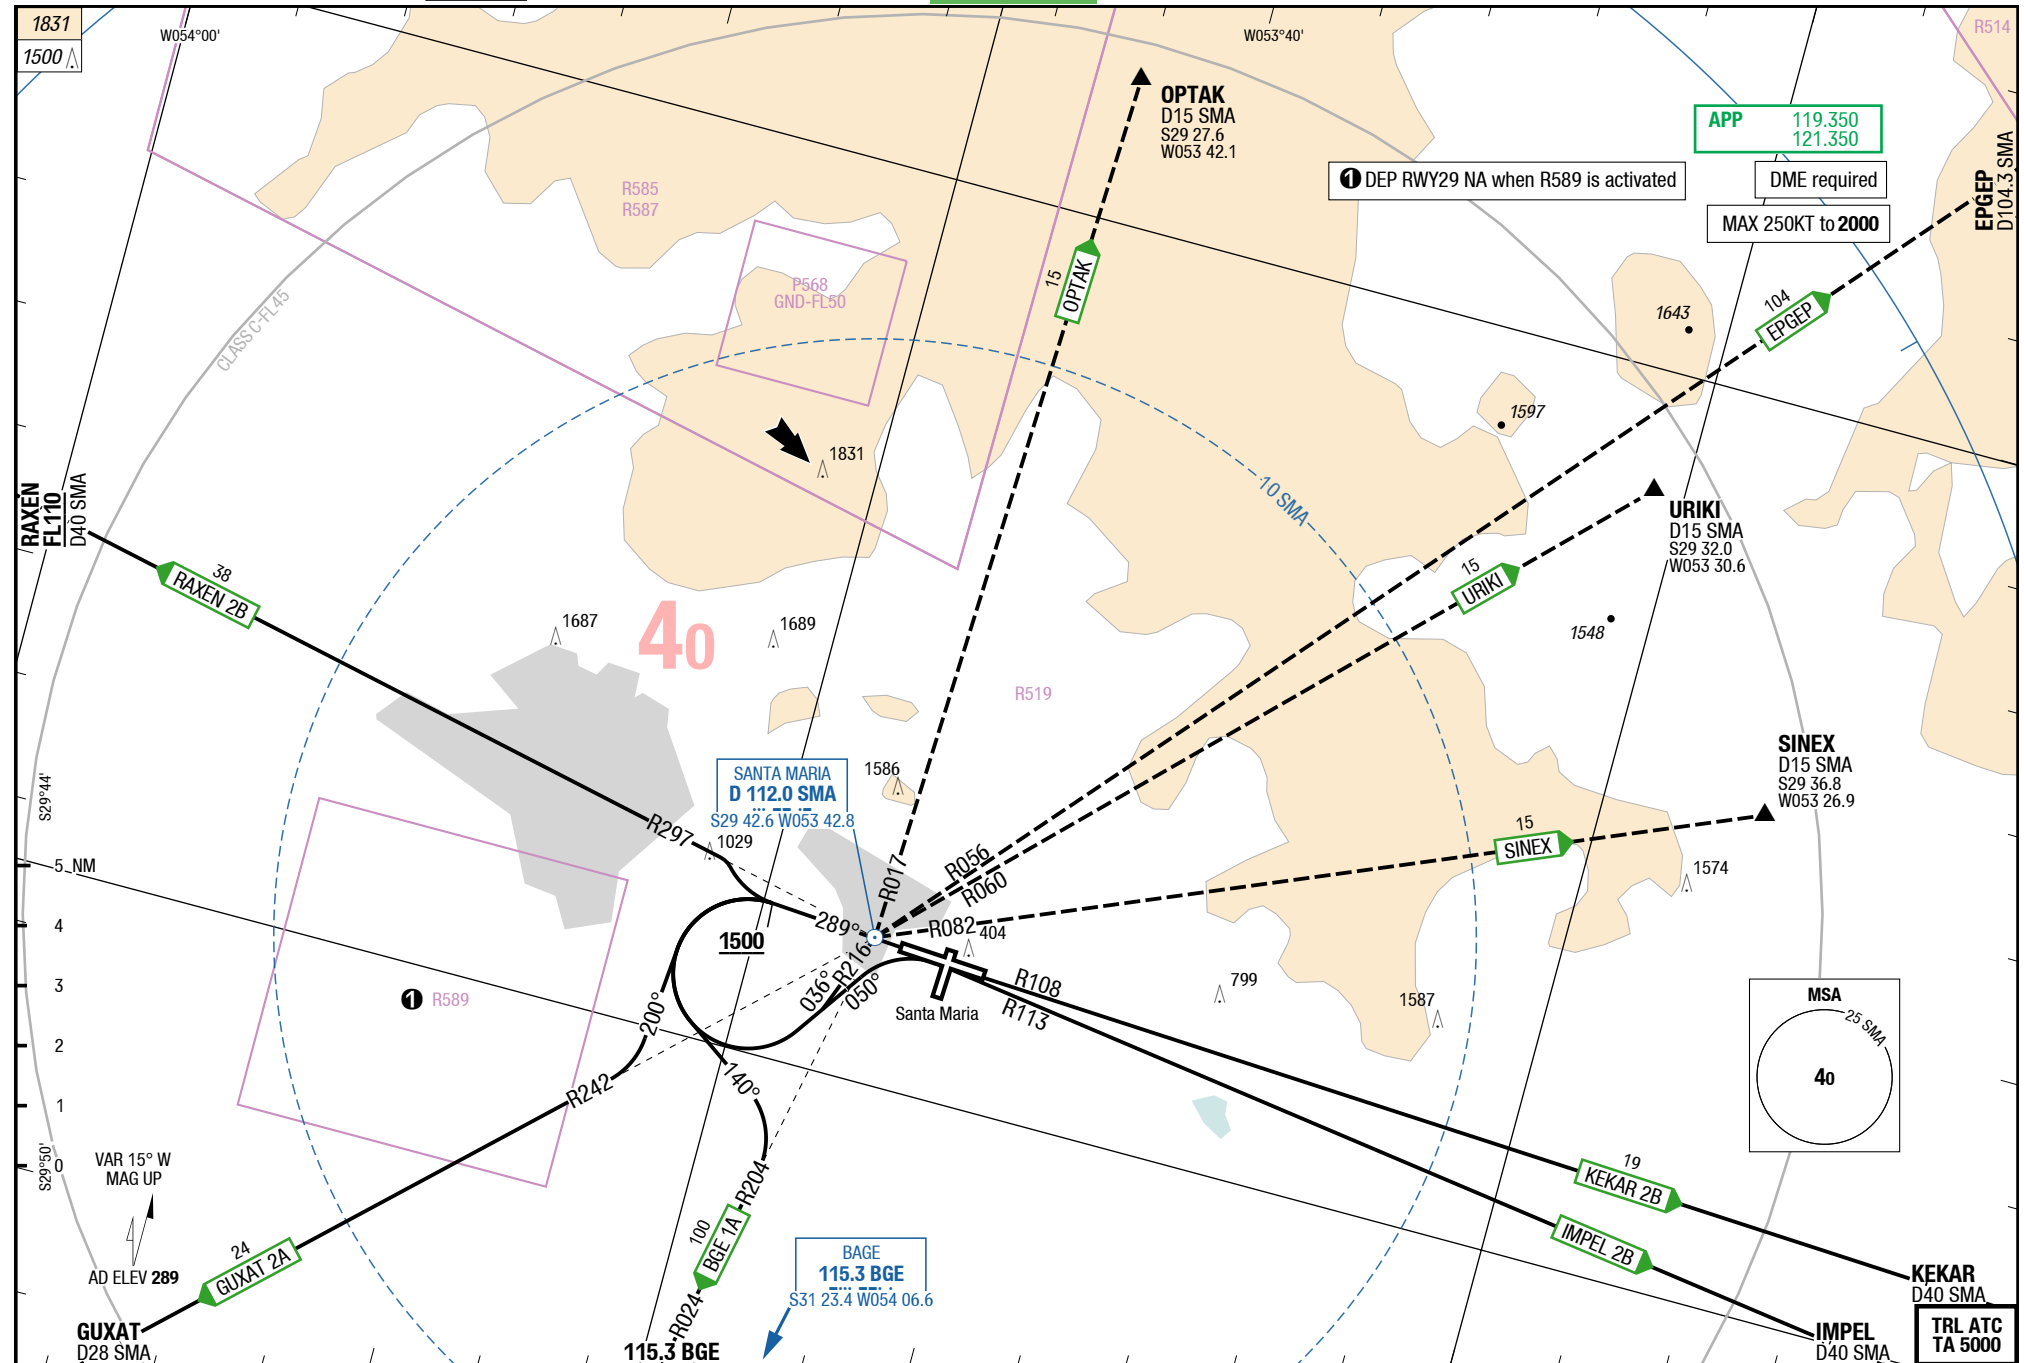 1831
1500
W054°00'
W053°40'
R514
OPTAK
D15 SMA
S29 27.6
W053 42.1
APP 119.350
121.350
❶ DEP RWY29 NA when R589 is activated
DME required
MAX 250KT to 2000
EPGEP
D104.3 SMA
R585
R587
P568
GND-FL50
CLASS C-FL45
15
OPTAK
104
EPGEP
1643
1597
1831
10 SMA
RAXEN
FL110
D40 SMA
38
RAXEN 2B
URIKI
D15 SMA
S29 32.0
W053 30.6
15
URIKI
1548
1687
1689
40
R519
SINEX
D15 SMA
S29 36.8
W053 26.9
15
SINEX
1574
SANTA MARIA
D 112.0 SMA
S29 42.6 W053 42.8
1586
1029
R297
R017
R056
R060
R082
404
289°
1500
R216
036°
050°
200°
140°
R242
R204
S29°44'
5 NM
4
3
2
1
0
S29°50'
❶ R589
Santa Maria
R108
R113
799
1587
MSA
25 SMA
40
VAR 15° W
MAG UP
AD ELEV 289
24
GUXAT 2A
GUXAT
D28 SMA
100
BGE 1A
R024
115.3 BGE
BAGE
115.3 BGE
S31 23.4 W054 06.6
19
KEKAR 2B
IMPEL 2B
KEKAR
D40 SMA
IMPEL
D40 SMA
TRL ATC
TA 5000